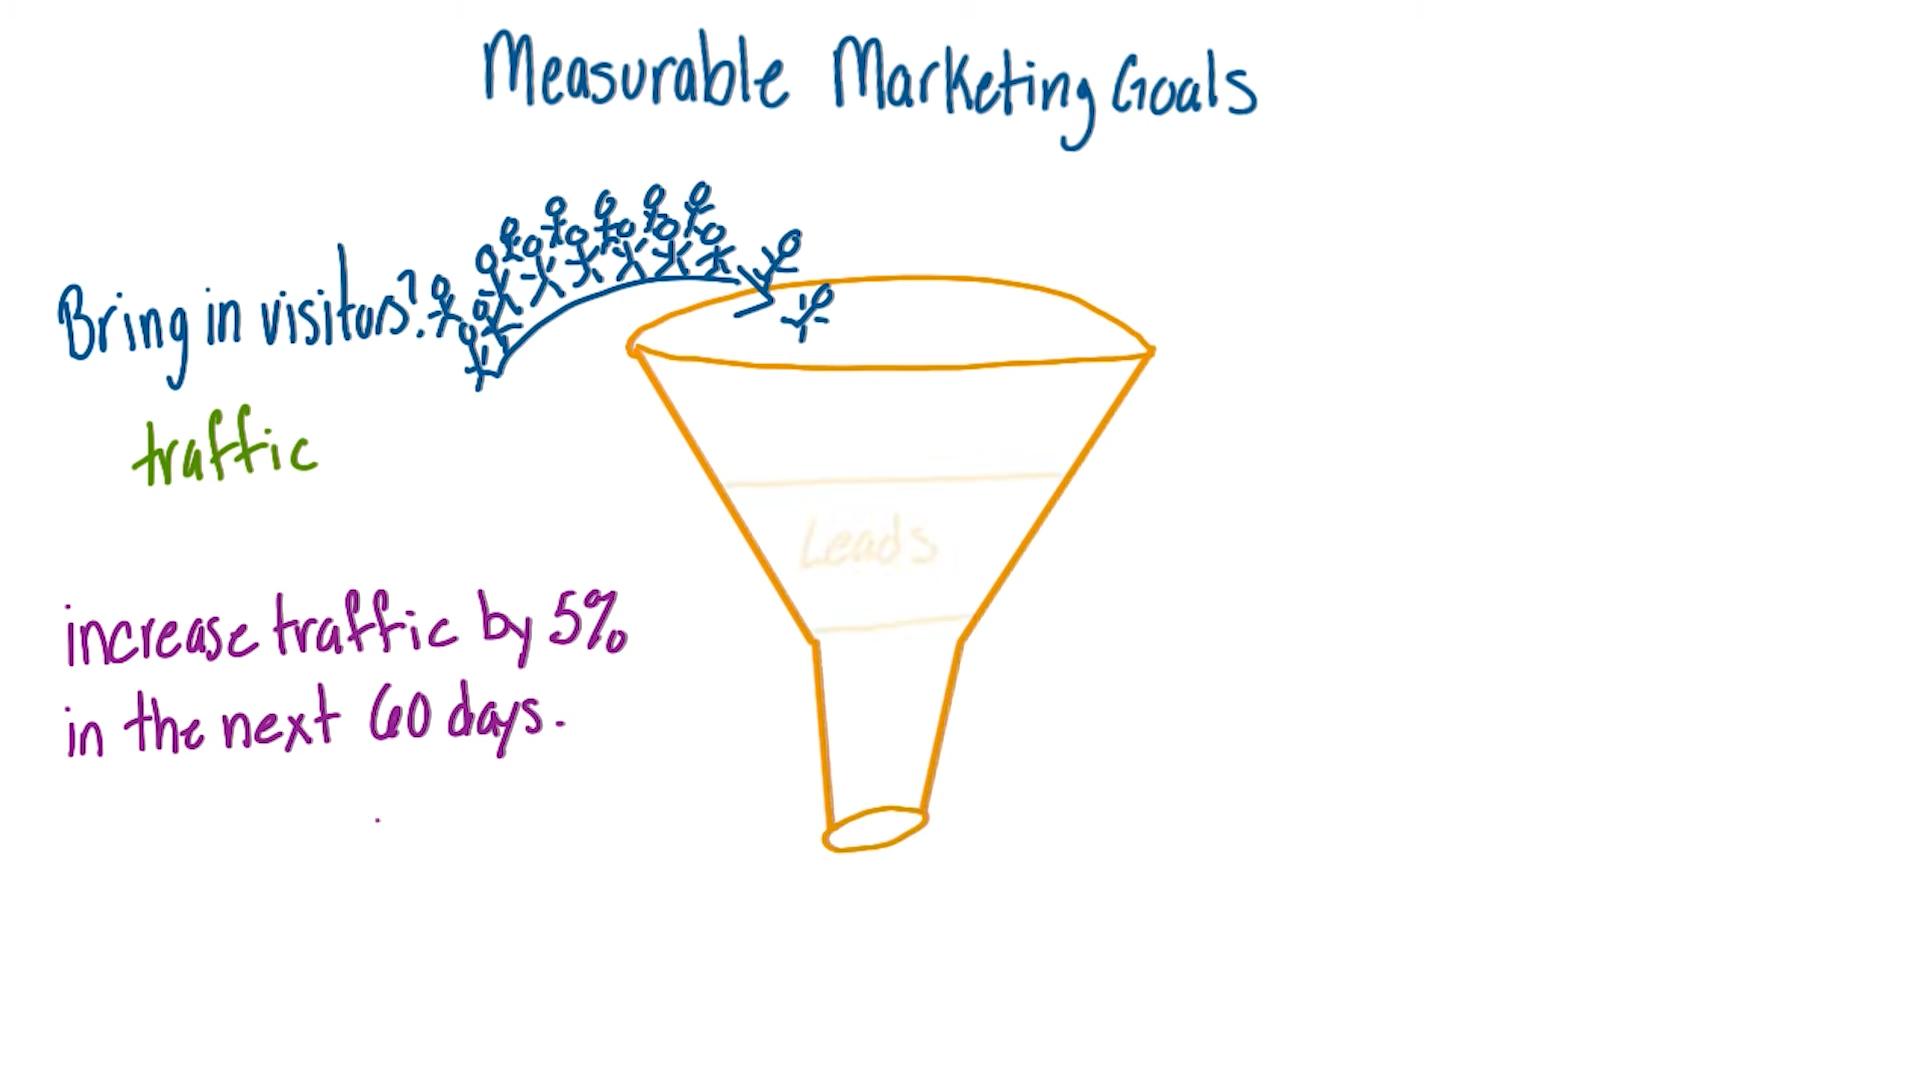 Measurable Marketing Goals
Bring in visitors?
traffic
Leads
increase traffic by 5%
in the next 60 days.